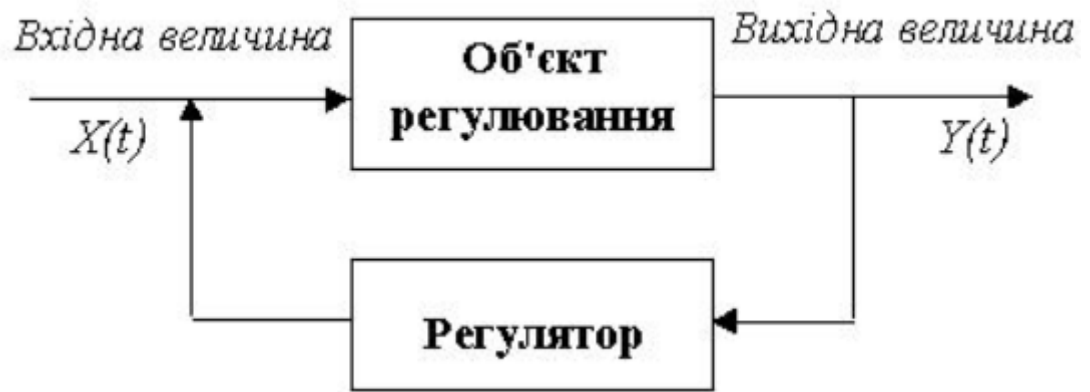 Вхідна величина
Об'єкт
регулювання
Вихідна величина
X(t)
Y(t)
Регулятор